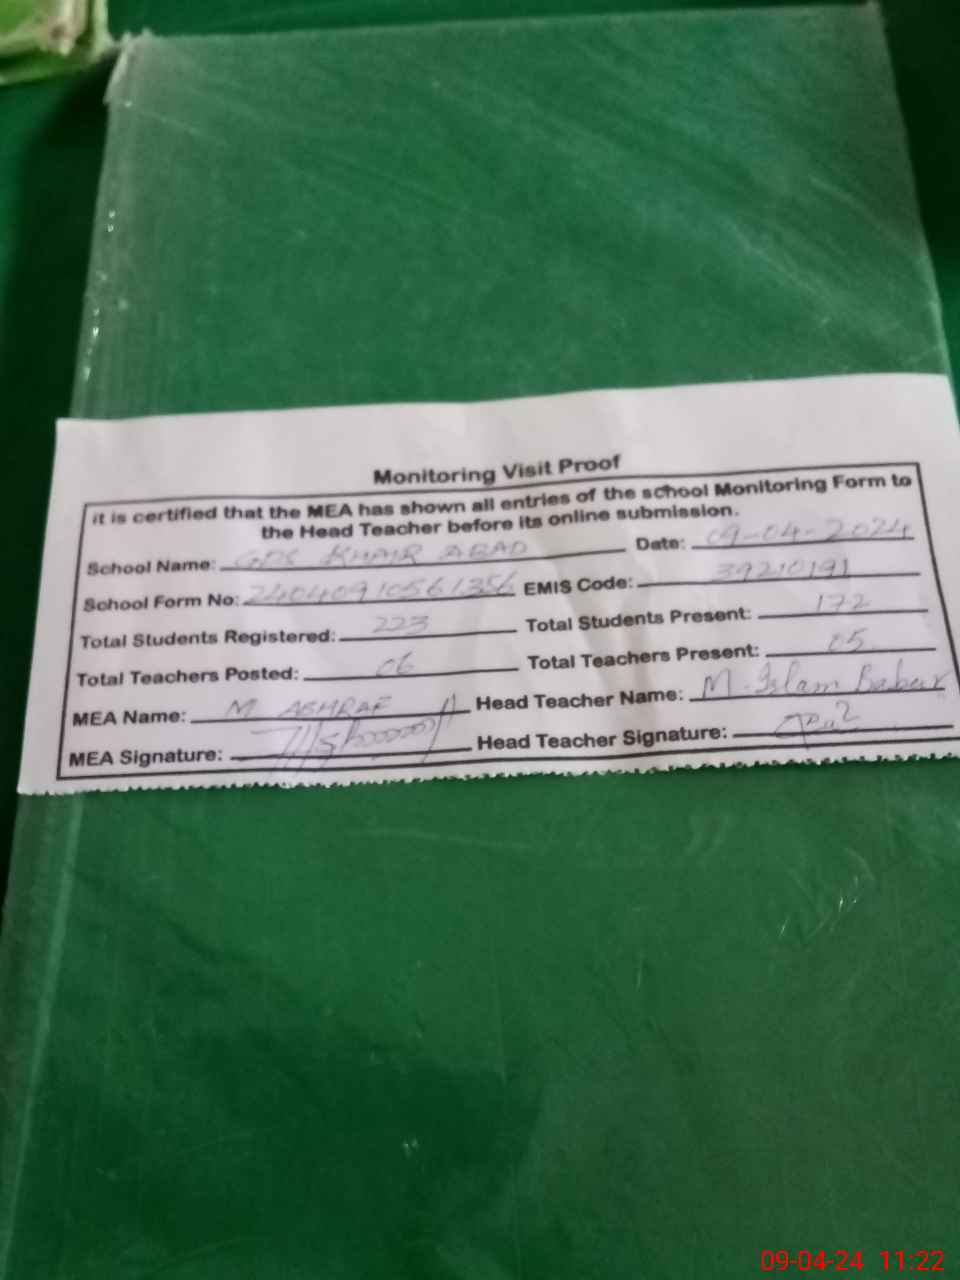 Monitoring Visit Proof
it is certified that the MEA has shown all entries of the school Monitoring Form to
the Head Teacher before its online submission.
School Name: GPS KHAIR ABAD Date: 09-04-2024
School Form No: 24040910561356 EMIS Code: 39210191
Total Students Registered: 223 Total Students Present: 172
Total Teachers Posted: 06 Total Teachers Present: 05
MEA Name: M ASHRAF Head Teacher Name: M. Islam Babar
MEA Signature: Head Teacher Signature:
09-04-24 11:22